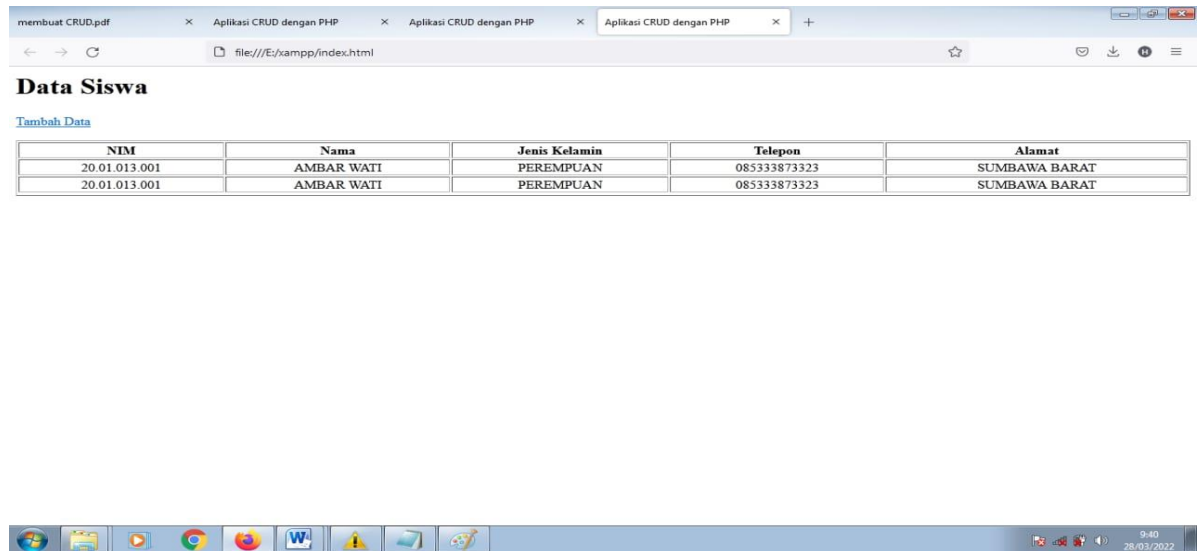 membuat CRUD.pdf Aplikasi CRUD dengan PHP Aplikasi CRUD dengan PHP Aplikasi CRUD dengan PHP
file:///E:/xampp/index.html
Data Siswa
Tambah Data
NIM Nama Jenis Kelamin Telepon Alamat
20.01.013.001 AMBAR WATI PEREMPUAN 085333873323 SUMBAWA BARAT
20.01.013.001 AMBAR WATI PEREMPUAN 085333873323 SUMBAWA BARAT
9:40
28/03/2022